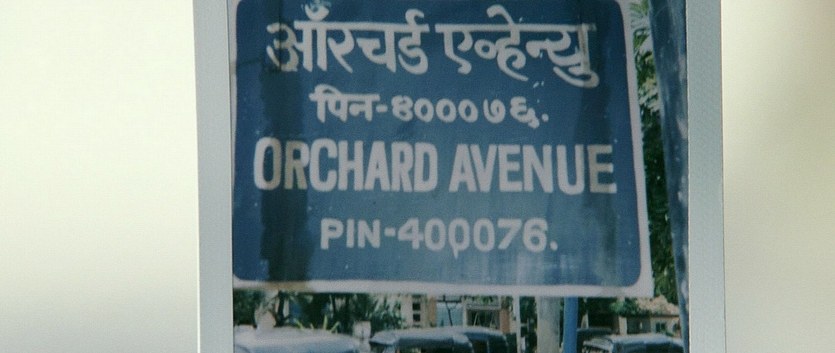 ऑरचर्ड एव्हेन्यु
पिन-४०००७६.
ORCHARD AVENUE
PIN-400076.